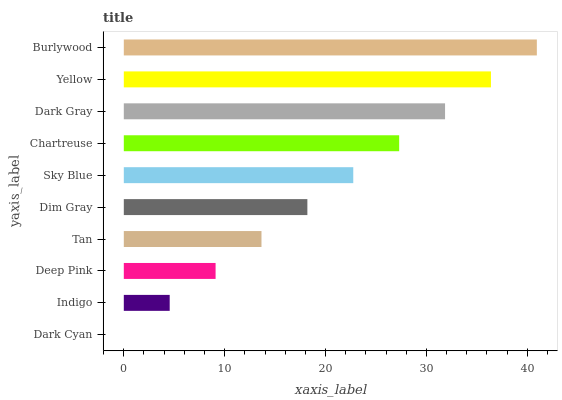 title
Burlywood
Yellow
Dark Gray
Chartreuse
Sky Blue
Dim Gray
Tan
Deep Pink
Indigo
Dark Cyan
yaxis_label
0 10 20 30 40
xaxis_label